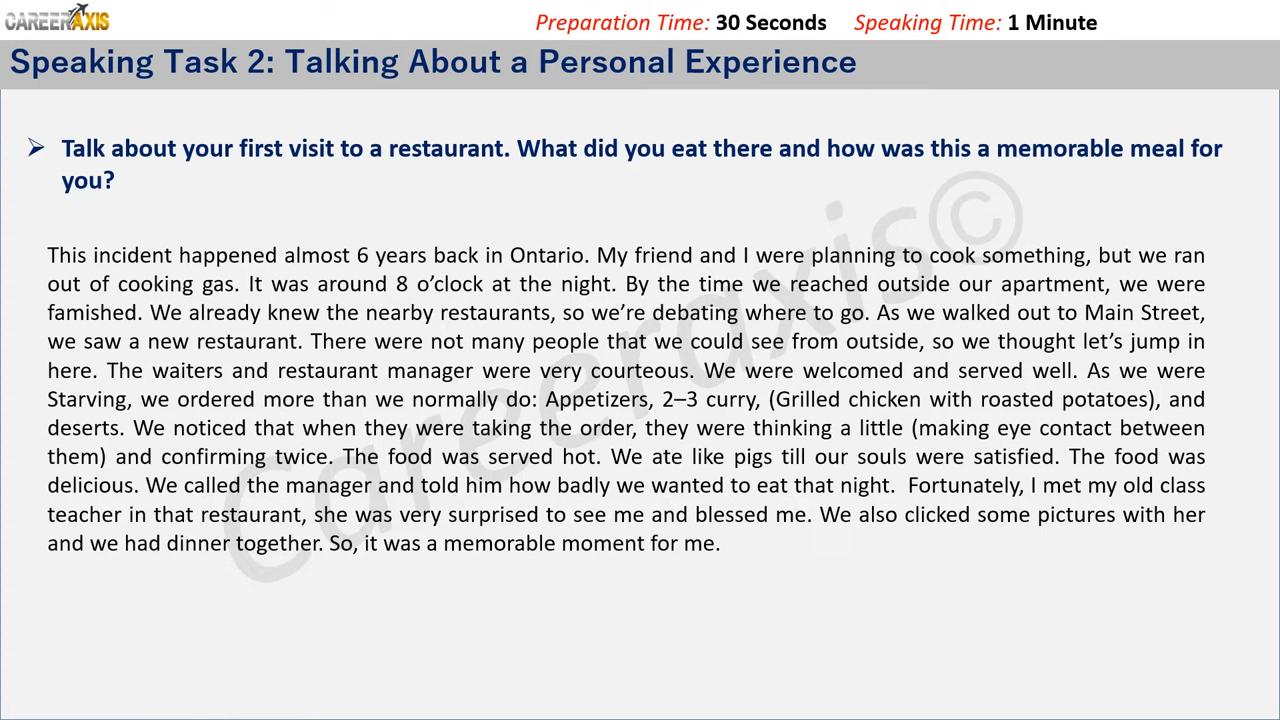 CAREERAXIS
Preparation Time: 30 Seconds Speaking Time: 1 Minute
Speaking Task 2: Talking About a Personal Experience
➢ Talk about your first visit to a restaurant. What did you eat there and how was this a memorable meal for
you?
This incident happened almost 6 years back in Ontario. My friend and I were planning to cook something, but we ran
out of cooking gas. It was around 8 o’clock at the night. By the time we reached outside our apartment, we were
famished. We already knew the nearby restaurants, so we’re debating where to go. As we walked out to Main Street,
we saw a new restaurant. There were not many people that we could see from outside, so we thought let’s jump in
here. The waiters and restaurant manager were very courteous. We were welcomed and served well. As we were
Starving, we ordered more than we normally do: Appetizers, 2–3 curry, (Grilled chicken with roasted potatoes), and
deserts. We noticed that when they were taking the order, they were thinking a little (making eye contact between
them) and confirming twice. The food was served hot. We ate like pigs till our souls were satisfied. The food was
delicious. We called the manager and told him how badly we wanted to eat that night. Fortunately, I met my old class
teacher in that restaurant, she was very surprised to see me and blessed me. We also clicked some pictures with her
and we had dinner together. So, it was a memorable moment for me.
Careeraxis©